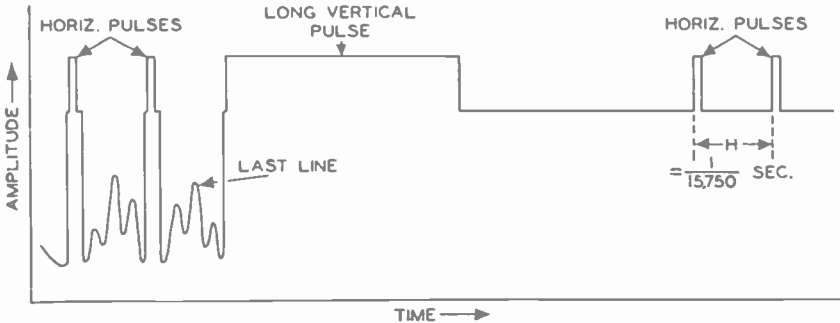 HORIZ. PULSES
LONG VERTICAL
PULSE
HORIZ. PULSES
AMPLITUDE
LAST LINE
H
= 1/15,750 SEC.
TIME